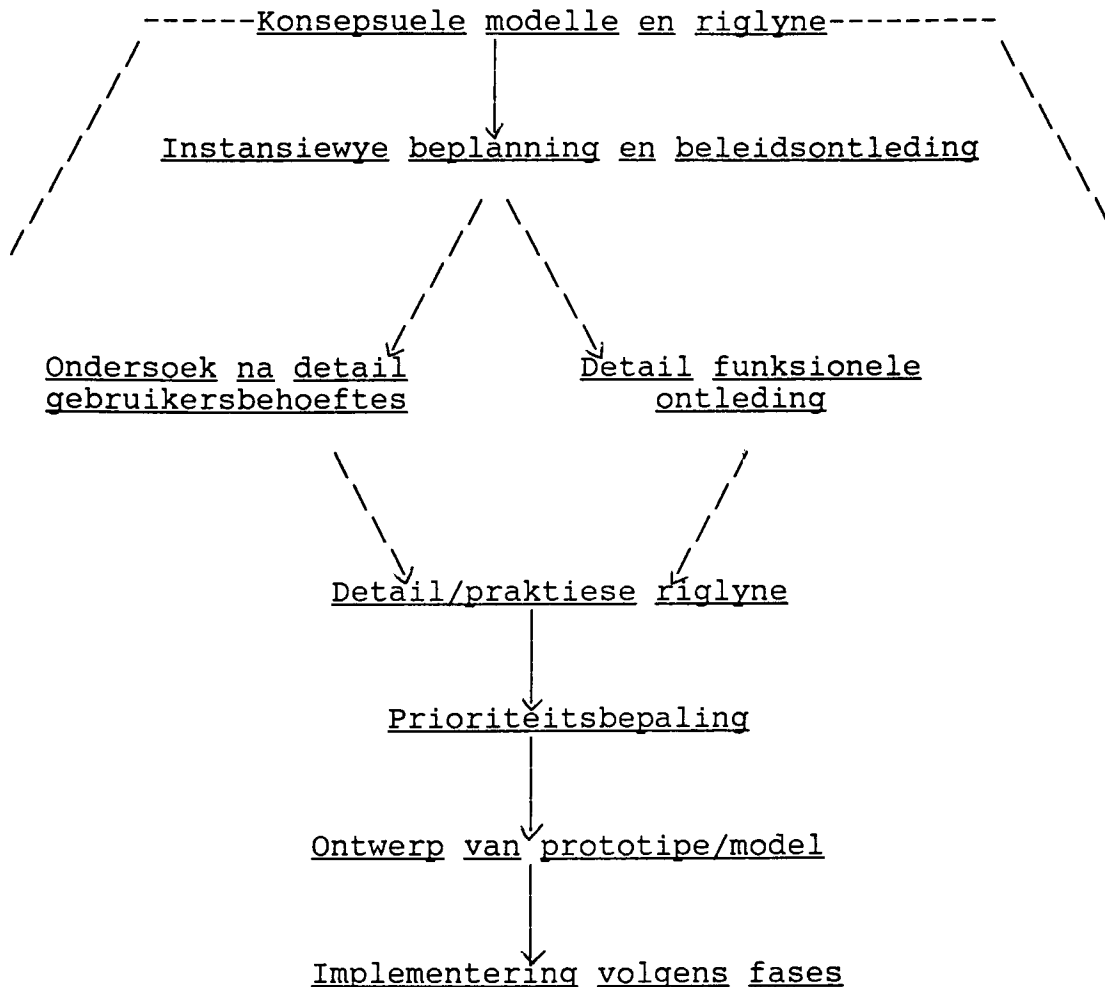 Konsepsuele modelle en riglyne
Instansiewye beplanning en beleidsontleding
Ondersoek na detail
gebruikersbehoeftes
Detail funksionele
ontleding
Detail/praktiese riglyne
Prioriteitsbepaling
Ontwerp van prototipe/model
Implementering volgens fases